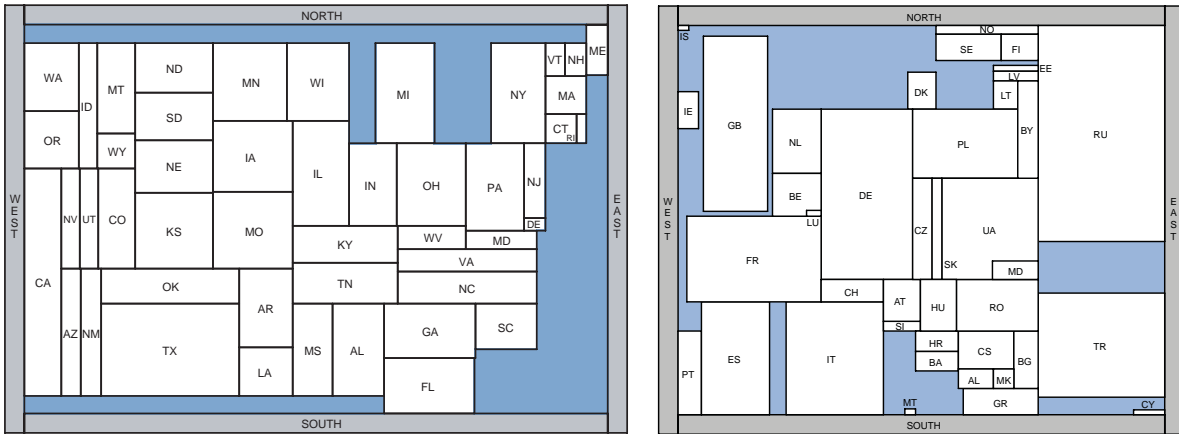 NORTH
WEST
EAST
SOUTH
WA
ID
MT
ND
MN
WI
MI
NY
VT
NH
ME
MA
CT
RI
OR
WY
SD
IA
NE
IL
IN
OH
PA
NJ
DE
CA
NV
UT
CO
KS
MO
KY
WV
MD
VA
TN
NC
OK
AR
AZ
NM
TX
LA
MS
AL
GA
SC
FL
NORTH
WEST
EAST
SOUTH
IS
NO
SE
FI
EE
LV
LT
DK
IE
GB
NL
BE
LU
DE
PL
BY
RU
CZ
SK
UA
MD
FR
CH
AT
SI
HU
RO
HR
BA
CS
BG
AL
MK
GR
PT
ES
IT
MT
TR
CY